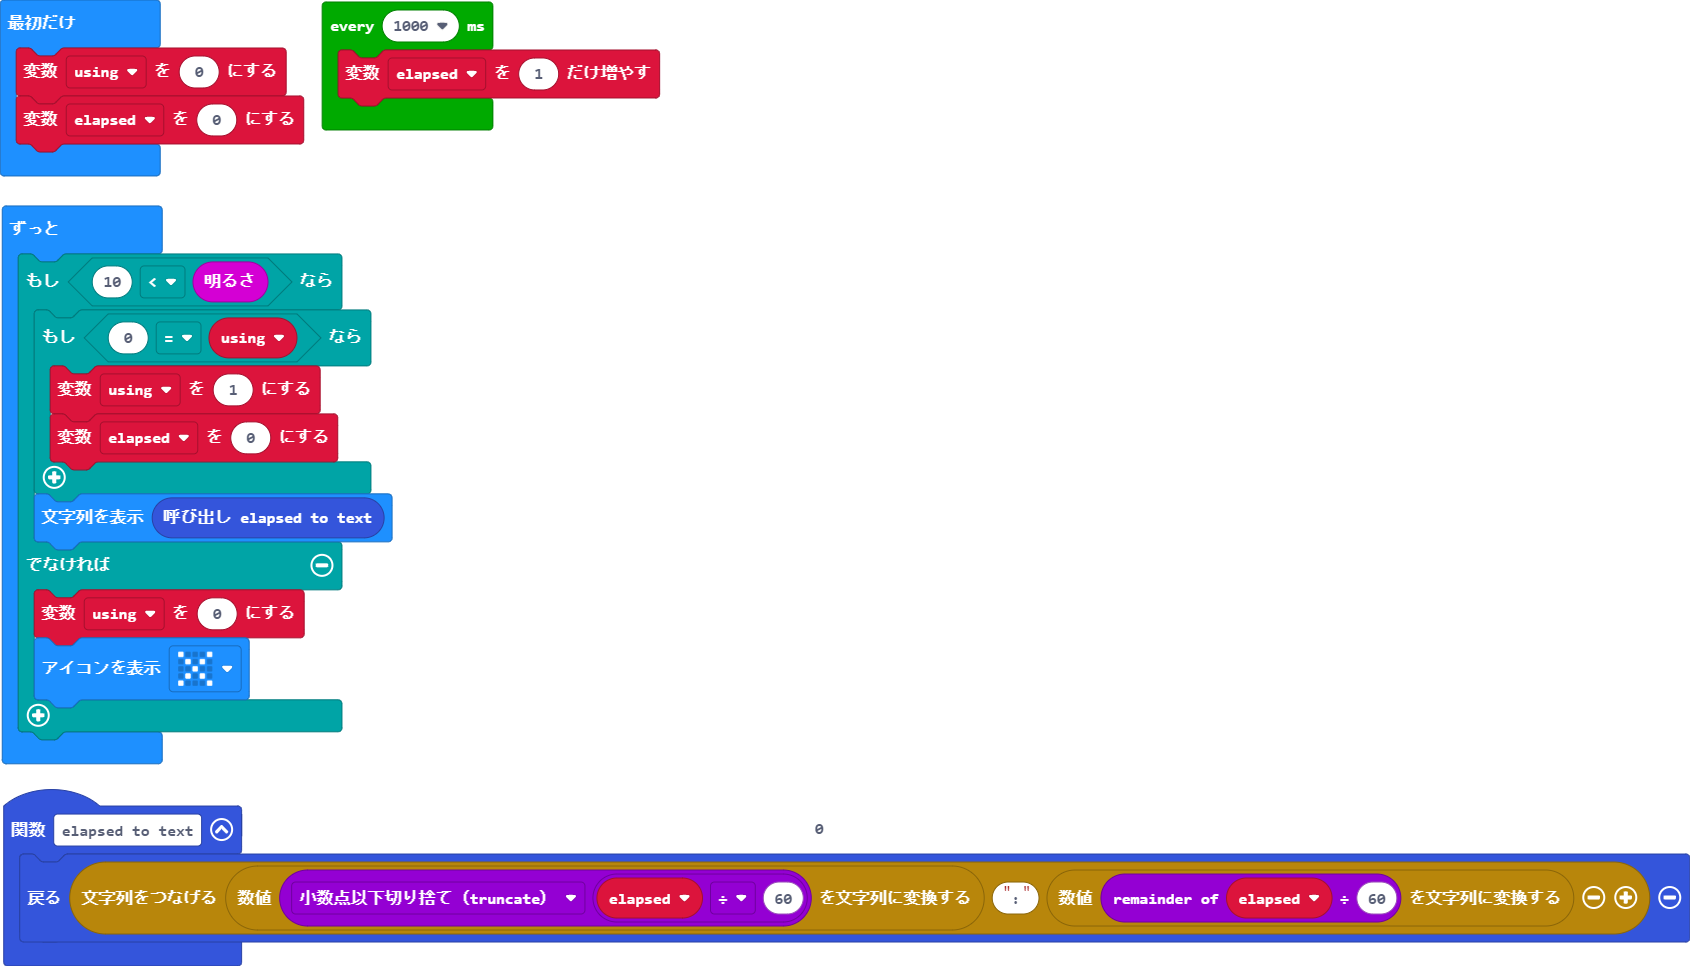 最初だけ
変数 using を 0 にする
変数 elapsed を 0 にする
every 1000 ms
変数 elapsed を 1 だけ増やす
ずっと
もし 10 < 明るさ なら
もし 0 = using なら
変数 using を 1 にする
変数 elapsed を 0 にする
文字列を表示 呼び出し elapsed to text
でなければ
変数 using を 0 にする
アイコンを表示
関数 elapsed to text
0
戻る 文字列をつなげる 数値 小数点以下切り捨て（truncate） elapsed ÷ 60 を文字列に変換する ":" 数値 remainder of elapsed ÷ 60 を文字列に変換する